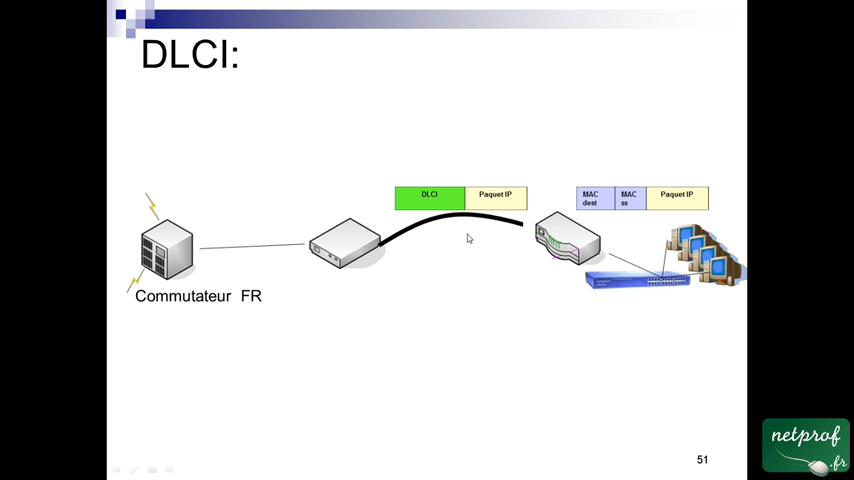 DLCI:
DLCI
Paquet IP
MAC
dest
MAC
ss
Paquet IP
Commutateur FR
51
netprof
.fr